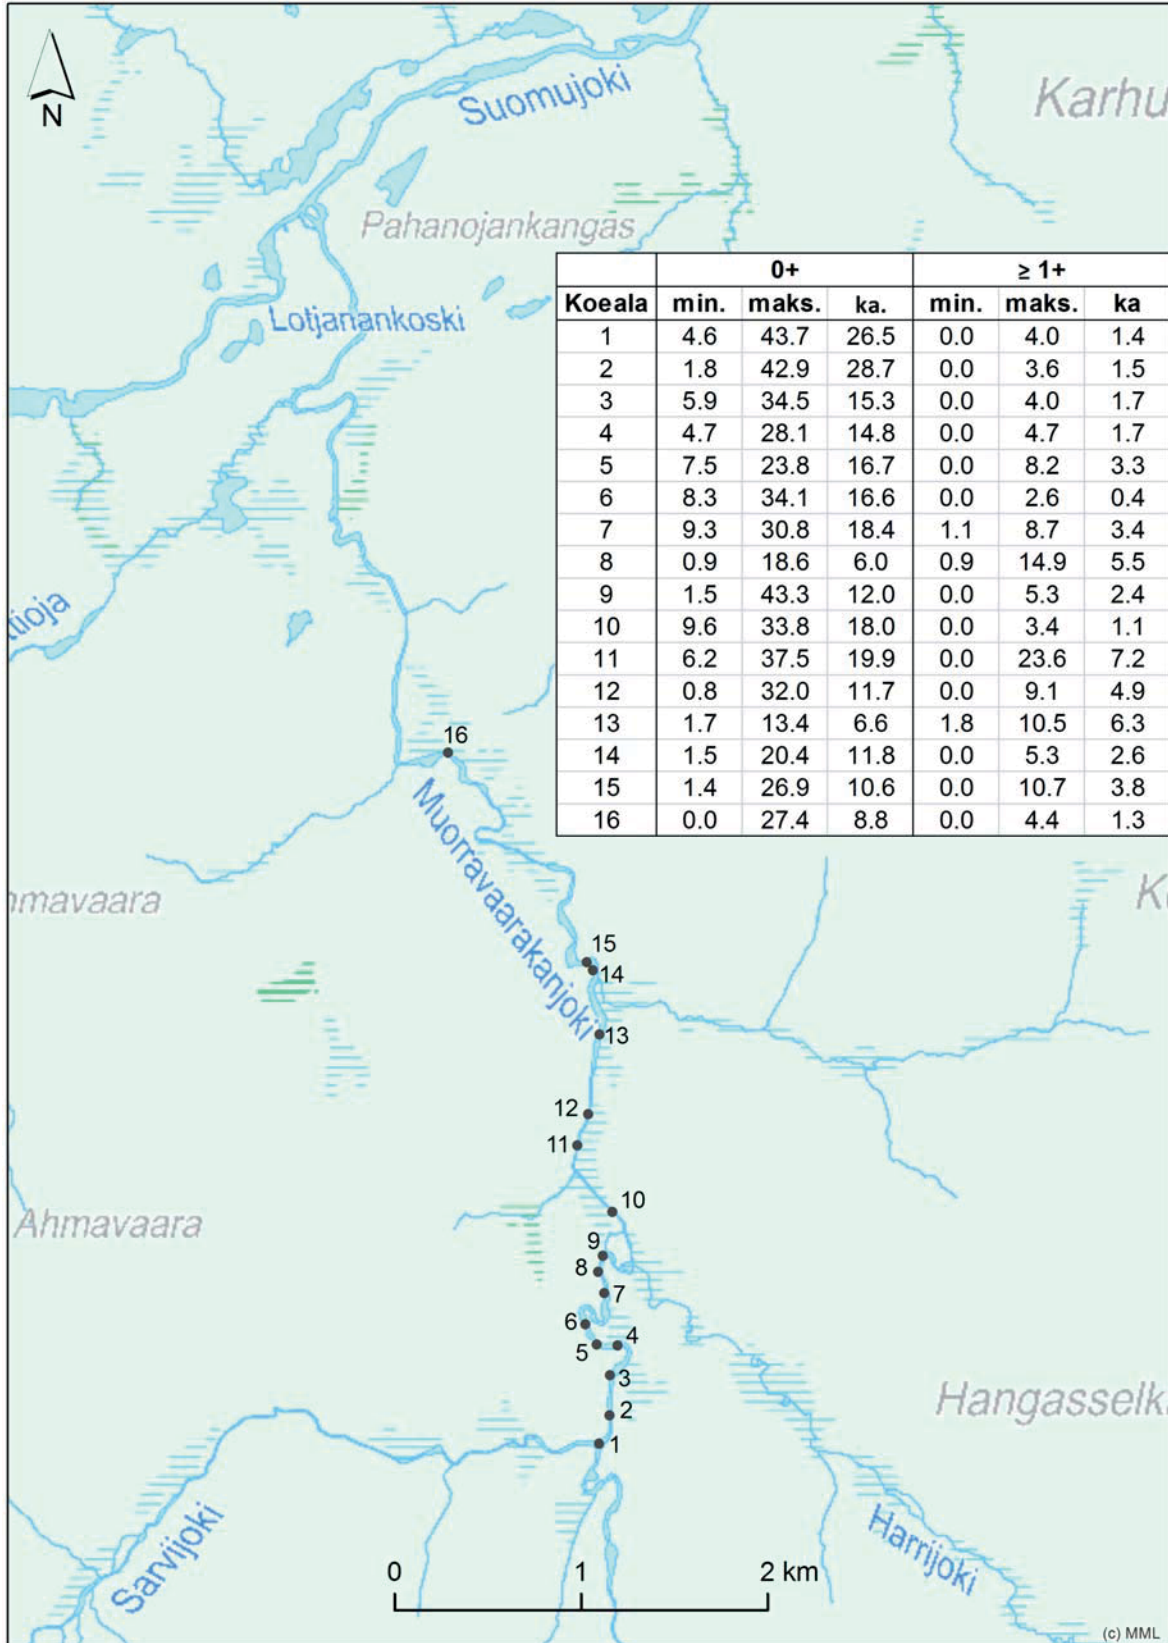 N
Suomujoki
Karhu
Pahanojankangas
Lotjanankoski
0+ ≥ 1+
Koeala min. maks. ka. min. maks. ka
1 4.6 43.7 26.5 0.0 4.0 1.4
2 1.8 42.9 28.7 0.0 3.6 1.5
3 5.9 34.5 15.3 0.0 4.0 1.7
4 4.7 28.1 14.8 0.0 4.7 1.7
5 7.5 23.8 16.7 0.0 8.2 3.3
6 8.3 34.1 16.6 0.0 2.6 0.4
7 9.3 30.8 18.4 1.1 8.7 3.4
8 0.9 18.6 6.0 0.9 14.9 5.5
9 1.5 43.3 12.0 0.0 5.3 2.4
10 9.6 33.8 18.0 0.0 3.4 1.1
11 6.2 37.5 19.9 0.0 23.6 7.2
12 0.8 32.0 11.7 0.0 9.1 4.9
13 1.7 13.4 6.6 1.8 10.5 6.3
14 1.5 20.4 11.8 0.0 5.3 2.6
15 1.4 26.9 10.6 0.0 10.7 3.8
16 0.0 27.4 8.8 0.0 4.4 1.3
16
Muorravaarakanjoki
hmavaara
15
14
13
12
11
10
Ahmavaara
9
8
7
6
5
4
3
2
1
Hangasselk
Sarvijoki
Harrijoki
0 1 2 km
(c) MML